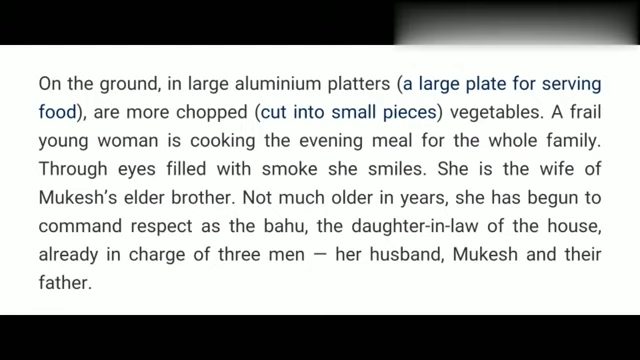 On the ground, in large aluminium platters (a large plate for serving
food), are more chopped (cut into small pieces) vegetables. A frail
young woman is cooking the evening meal for the whole family.
Through eyes filled with smoke she smiles. She is the wife of
Mukesh’s elder brother. Not much older in years, she has begun to
command respect as the bahu, the daughter-in-law of the house,
already in charge of three men — her husband, Mukesh and their
father.